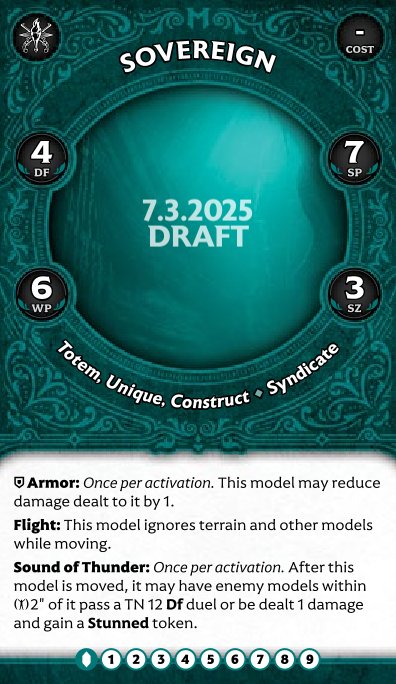 SOVEREIGN
-
COST
4
DF
7
SP
7.3.2025
DRAFT
6
WP
3
SZ
Totem, Unique, Construct ◆ Syndicate
Armor: Once per activation. This model may reduce
damage dealt to it by 1.
Flight: This model ignores terrain and other models
while moving.
Sound of Thunder: Once per activation. After this
model is moved, it may have enemy models within
2" of it pass a TN 12 Df duel or be dealt 1 damage
and gain a Stunned token.
1 2 3 4 5 6 7 8 9